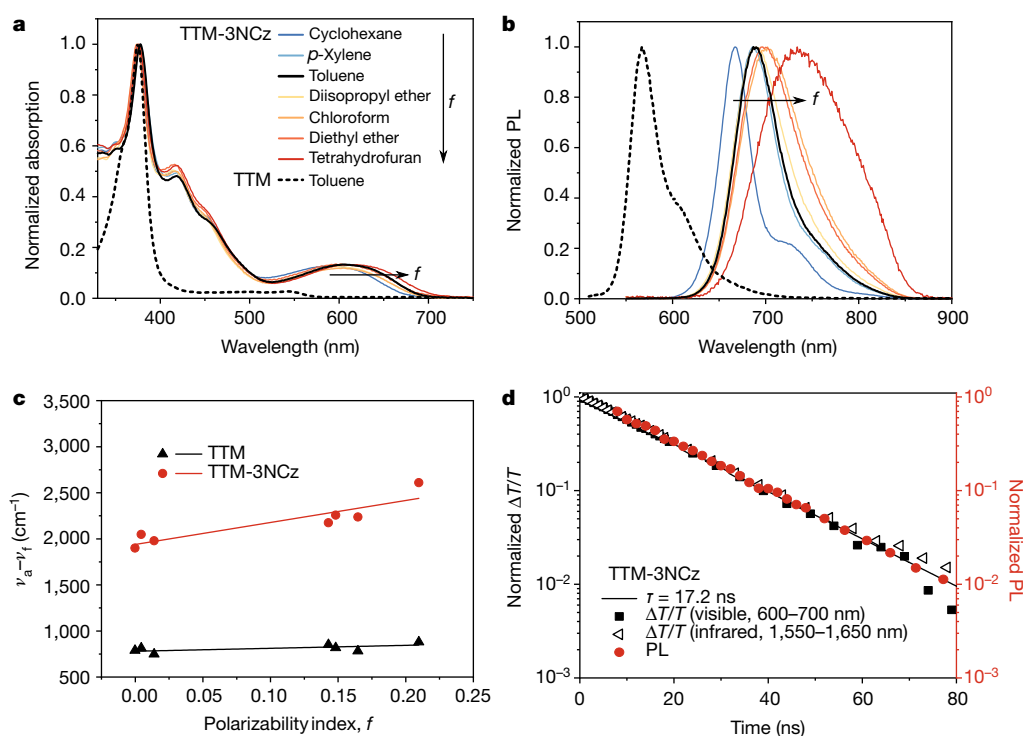 a
TTM-3NCz
Cyclohexane
p-Xylene
Toluene
Diisopropyl ether
Chloroform
Diethyl ether
Tetrahydrofuran
TTM
Toluene
f
f
1.0
0.8
0.6
0.4
0.2
0.0
Normalized absorption
400
500
600
700
Wavelength (nm)
b
f
1.0
0.8
0.6
0.4
0.2
0.0
Normalized PL
500
600
700
800
900
Wavelength (nm)
c
TTM
TTM-3NCz
3,500
3,000
2,500
2,000
1,500
1,000
500
νa–νf (cm⁻¹)
0.00
0.05
0.10
0.15
0.20
0.25
Polarizability index, f
d
10⁰
10⁻¹
10⁻²
10⁻³
Normalized ΔT/T
10⁰
10⁻¹
10⁻²
10⁻³
Normalized PL
TTM-3NCz
τ = 17.2 ns
ΔT/T (visible, 600–700 nm)
ΔT/T (infrared, 1,550–1,650 nm)
PL
0
20
40
60
80
Time (ns)